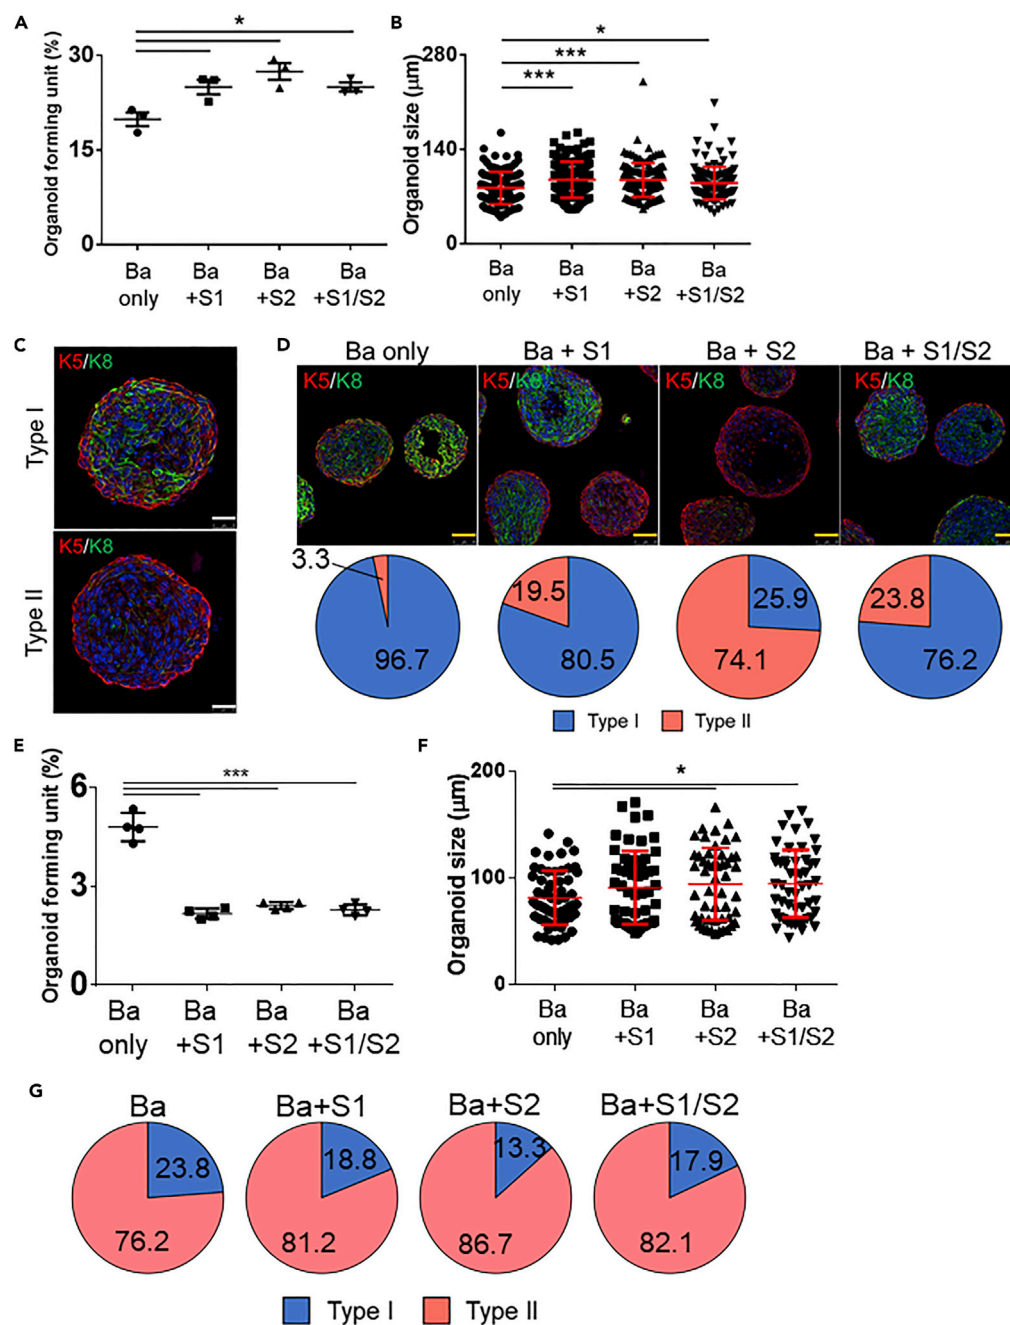 A
Organoid forming unit (%)
30
15
0
*
Ba only
Ba +S1
Ba +S2
Ba +S1/S2
B
Organoid size (μm)
280
140
0
***
***
*
Ba only
Ba +S1
Ba +S2
Ba +S1/S2
C
Type I
K5/K8
Type II
K5/K8
D
Ba only
Ba + S1
Ba + S2
Ba + S1/S2
K5/K8
K5/K8
K5/K8
K5/K8
3.3
96.7
19.5
80.5
25.9
74.1
23.8
76.2
Type I
Type II
E
Organoid forming unit (%)
6
3
0
***
Ba only
Ba +S1
Ba +S2
Ba +S1/S2
F
Organoid size (μm)
200
100
0
*
Ba only
Ba +S1
Ba +S2
Ba +S1/S2
G
Ba
Ba+S1
Ba+S2
Ba+S1/S2
23.8
76.2
18.8
81.2
13.3
86.7
17.9
82.1
Type I
Type II